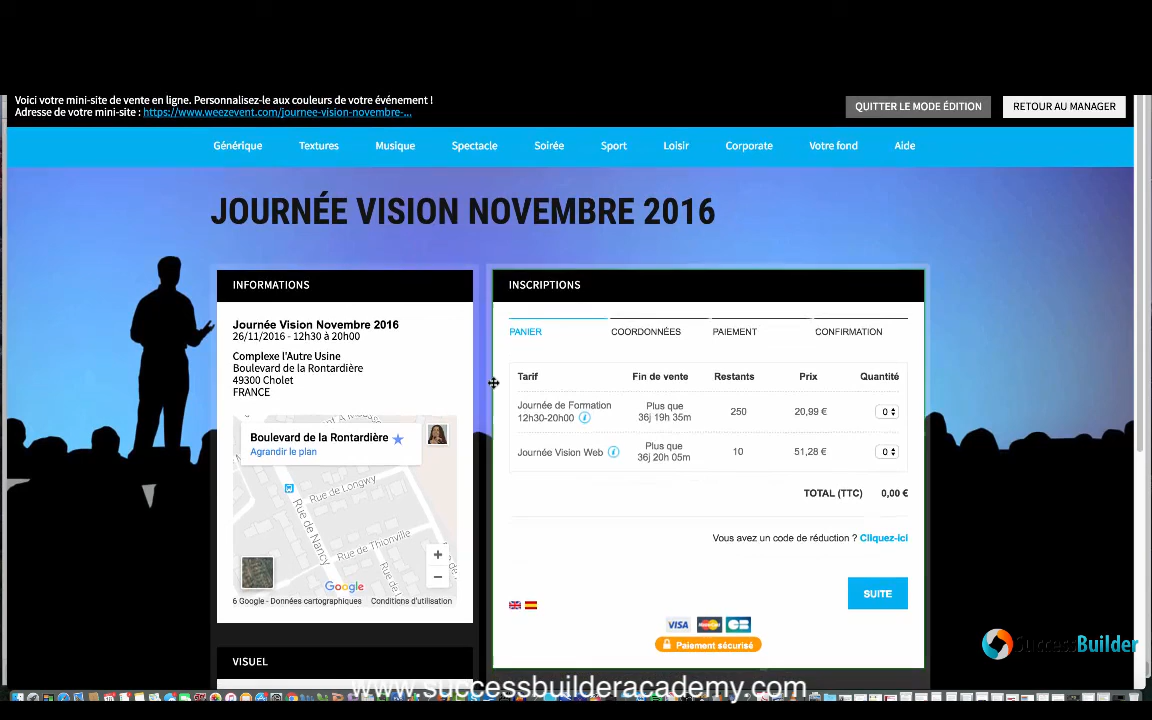 Voici votre mini-site de vente en ligne. Personnalisez-le aux couleurs de votre événement !
Adresse de votre mini-site : https://www.weezevent.com/journee-vision-novembre-...
QUITTER LE MODE ÉDITION
RETOUR AU MANAGER
Générique Textures Musique Spectacle Soirée Sport Loisir Corporate Votre fond Aide
JOURNÉE VISION NOVEMBRE 2016
INFORMATIONS
Journée Vision Novembre 2016
26/11/2016 - 12h30 à 20h00
Complexe l'Autre Usine
Boulevard de la Rontardière
49300 Cholet
FRANCE
Boulevard de la Rontardière
Agrandir le plan
Rue de Longwy
Rue de Nancy
Rue de Thionville
+
−
Google
6 Google - Données cartographiques Conditions d'utilisation
VISUEL
INSCRIPTIONS
PANIER COORDONNÉES PAIEMENT CONFIRMATION
Tarif Fin de vente Restants Prix Quantité
Journée de Formation
12h30-20h00 i
Plus que
36j 19h 35m
250 20,99 € 0
Journée Vision Web i
Plus que
36j 20h 05m
10 51,28 € 0
TOTAL (TTC) 0,00 €
Vous avez un code de réduction ? Cliquez-ici
SUITE
VISA MasterCard CB
Paiement sécurisé
SuccessBuilder
www.successbuilderacademy.com